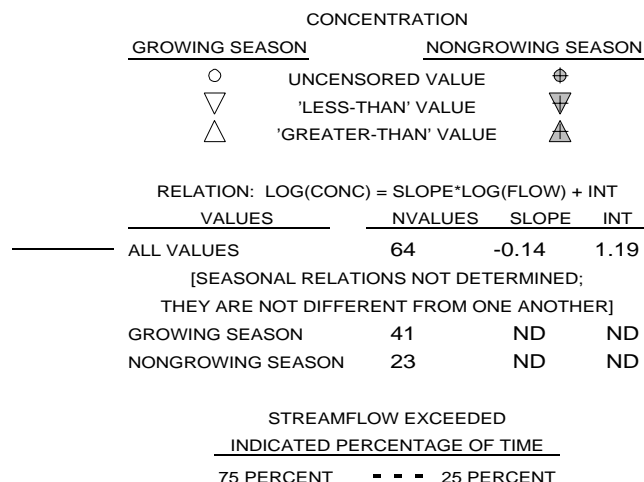 CONCENTRATION
GROWING SEASON NONGROWING SEASON
UNCENSORED VALUE
'LESS-THAN' VALUE
'GREATER-THAN' VALUE
RELATION: LOG(CONC) = SLOPE*LOG(FLOW) + INT
VALUES NVALUES SLOPE INT
ALL VALUES 64 -0.14 1.19
[SEASONAL RELATIONS NOT DETERMINED;
THEY ARE NOT DIFFERENT FROM ONE ANOTHER]
GROWING SEASON 41 ND ND
NONGROWING SEASON 23 ND ND
STREAMFLOW EXCEEDED
INDICATED PERCENTAGE OF TIME
75 PERCENT 25 PERCENT